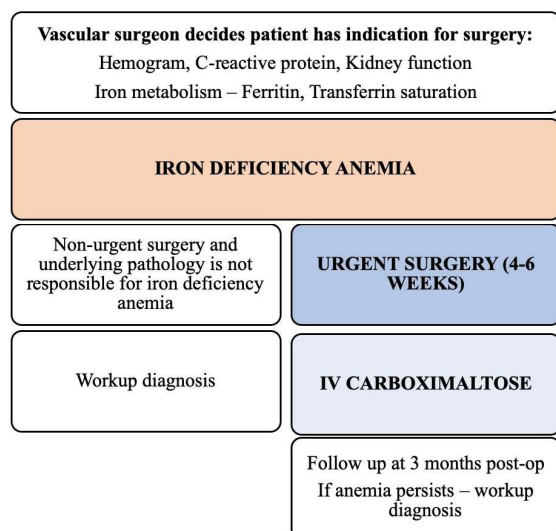 Vascular surgeon decides patient has indication for surgery:
Hemogram, C-reactive protein, Kidney function
Iron metabolism – Ferritin, Transferrin saturation
IRON DEFICIENCY ANEMIA
Non-urgent surgery and
underlying pathology is not
responsible for iron deficiency
anemia
URGENT SURGERY (4-6
WEEKS)
Workup diagnosis
IV CARBOXIMALTOSE
Follow up at 3 months post-op
If anemia persists – workup
diagnosis